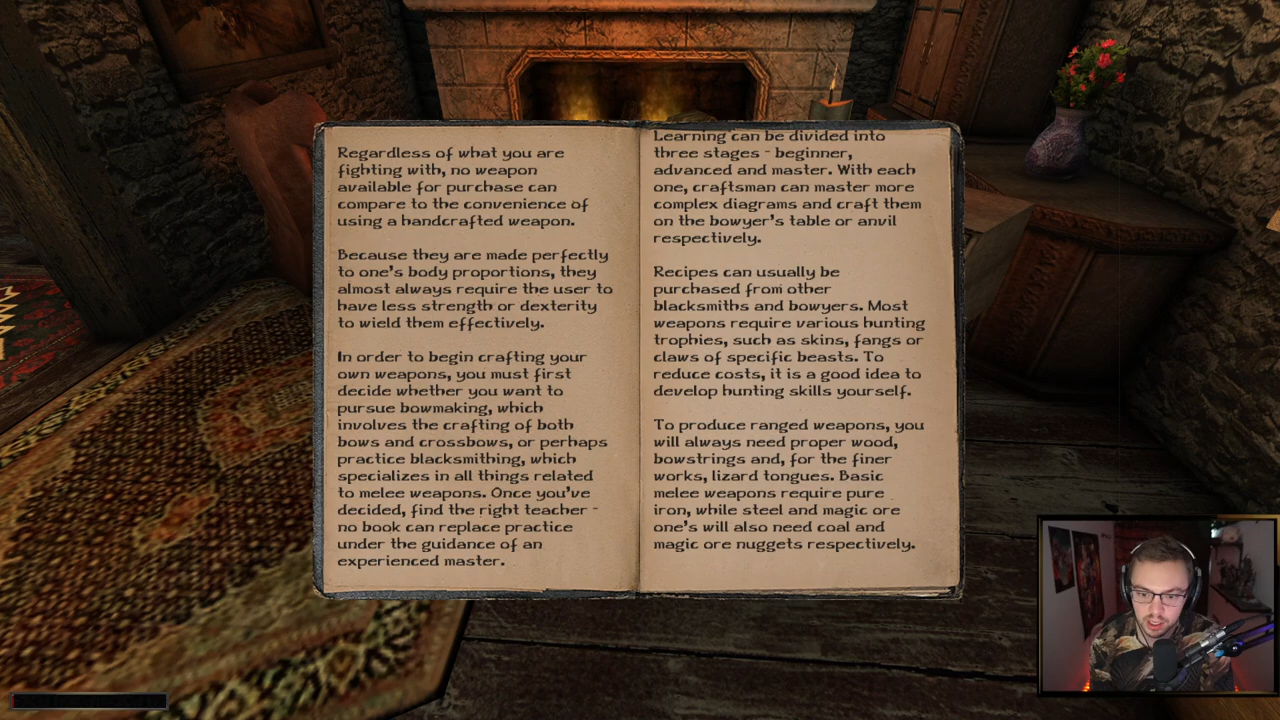 Regardless of what you are
fighting with, no weapon
available for purchase can
compare to the convenience of
using a handcrafted weapon.
Because they are made perfectly
to one's body proportions, they
almost always require the user to
have less strength or dexterity
to wield them effectively.
In order to begin crafting your
own weapons, you must first
decide whether you want to
pursue bowmaking, which
involves the crafting of both
bows and crossbows, or perhaps
practice blacksmithing, which
specializes in all things related
to melee weapons. Once you've
decided, find the right teacher -
no book can replace practice
under the guidance of an
experienced master.
Learning can be divided into
three stages - beginner,
advanced and master. With each
one, craftsman can master more
complex diagrams and craft them
on the bowyer's table or anvil
respectively.
Recipes can usually be
purchased from other
blacksmiths and bowyers. Most
weapons require various hunting
trophies, such as skins, fangs or
claws of specific beasts. To
reduce costs, it is a good idea to
develop hunting skills yourself.
To produce ranged weapons, you
will always need proper wood,
bowstrings and, for the finer
works, lizard tongues. Basic
melee weapons require pure
iron, while steel and magic ore
one's will also need coal and
magic ore nuggets respectively.